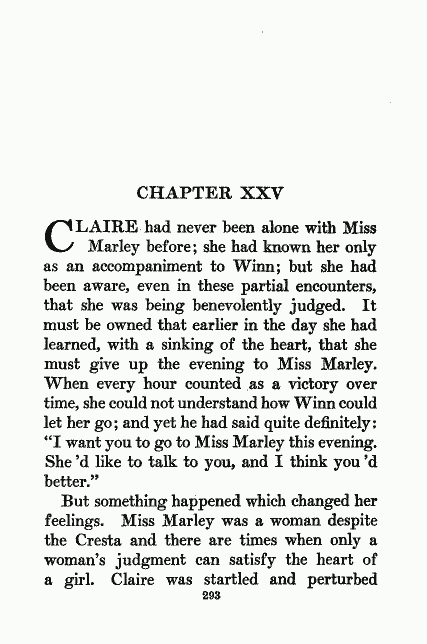 CHAPTER XXV
CLAIRE had never been alone with Miss
Marley before; she had known her only
as an accompaniment to Winn; but she had
been aware, even in these partial encounters,
that she was being benevolently judged. It
must be owned that earlier in the day she had
learned, with a sinking of the heart, that she
must give up the evening to Miss Marley.
When every hour counted as a victory over
time, she could not understand how Winn could
let her go; and yet he had said quite definitely:
"I want you to go to Miss Marley this evening.
She 'd like to talk to you, and I think you 'd
better."
But something happened which changed her
feelings. Miss Marley was a woman despite
the Cresta and there are times when only a
woman's judgment can satisfy the heart of
a girl. Claire was startled and perturbed
293